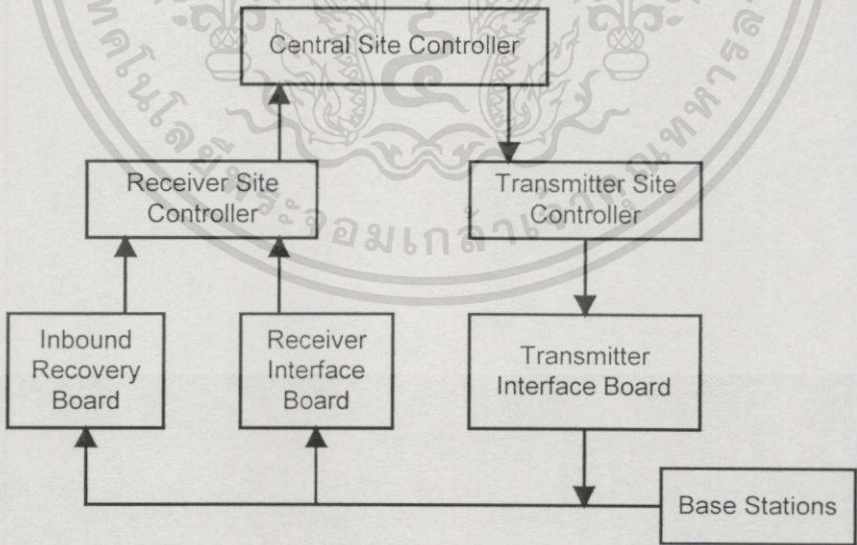 Central Site Controller
Receiver Site
Controller
Transmitter Site
Controller
Inbound
Recovery
Board
Receiver
Interface
Board
Transmitter
Interface Board
Base Stations